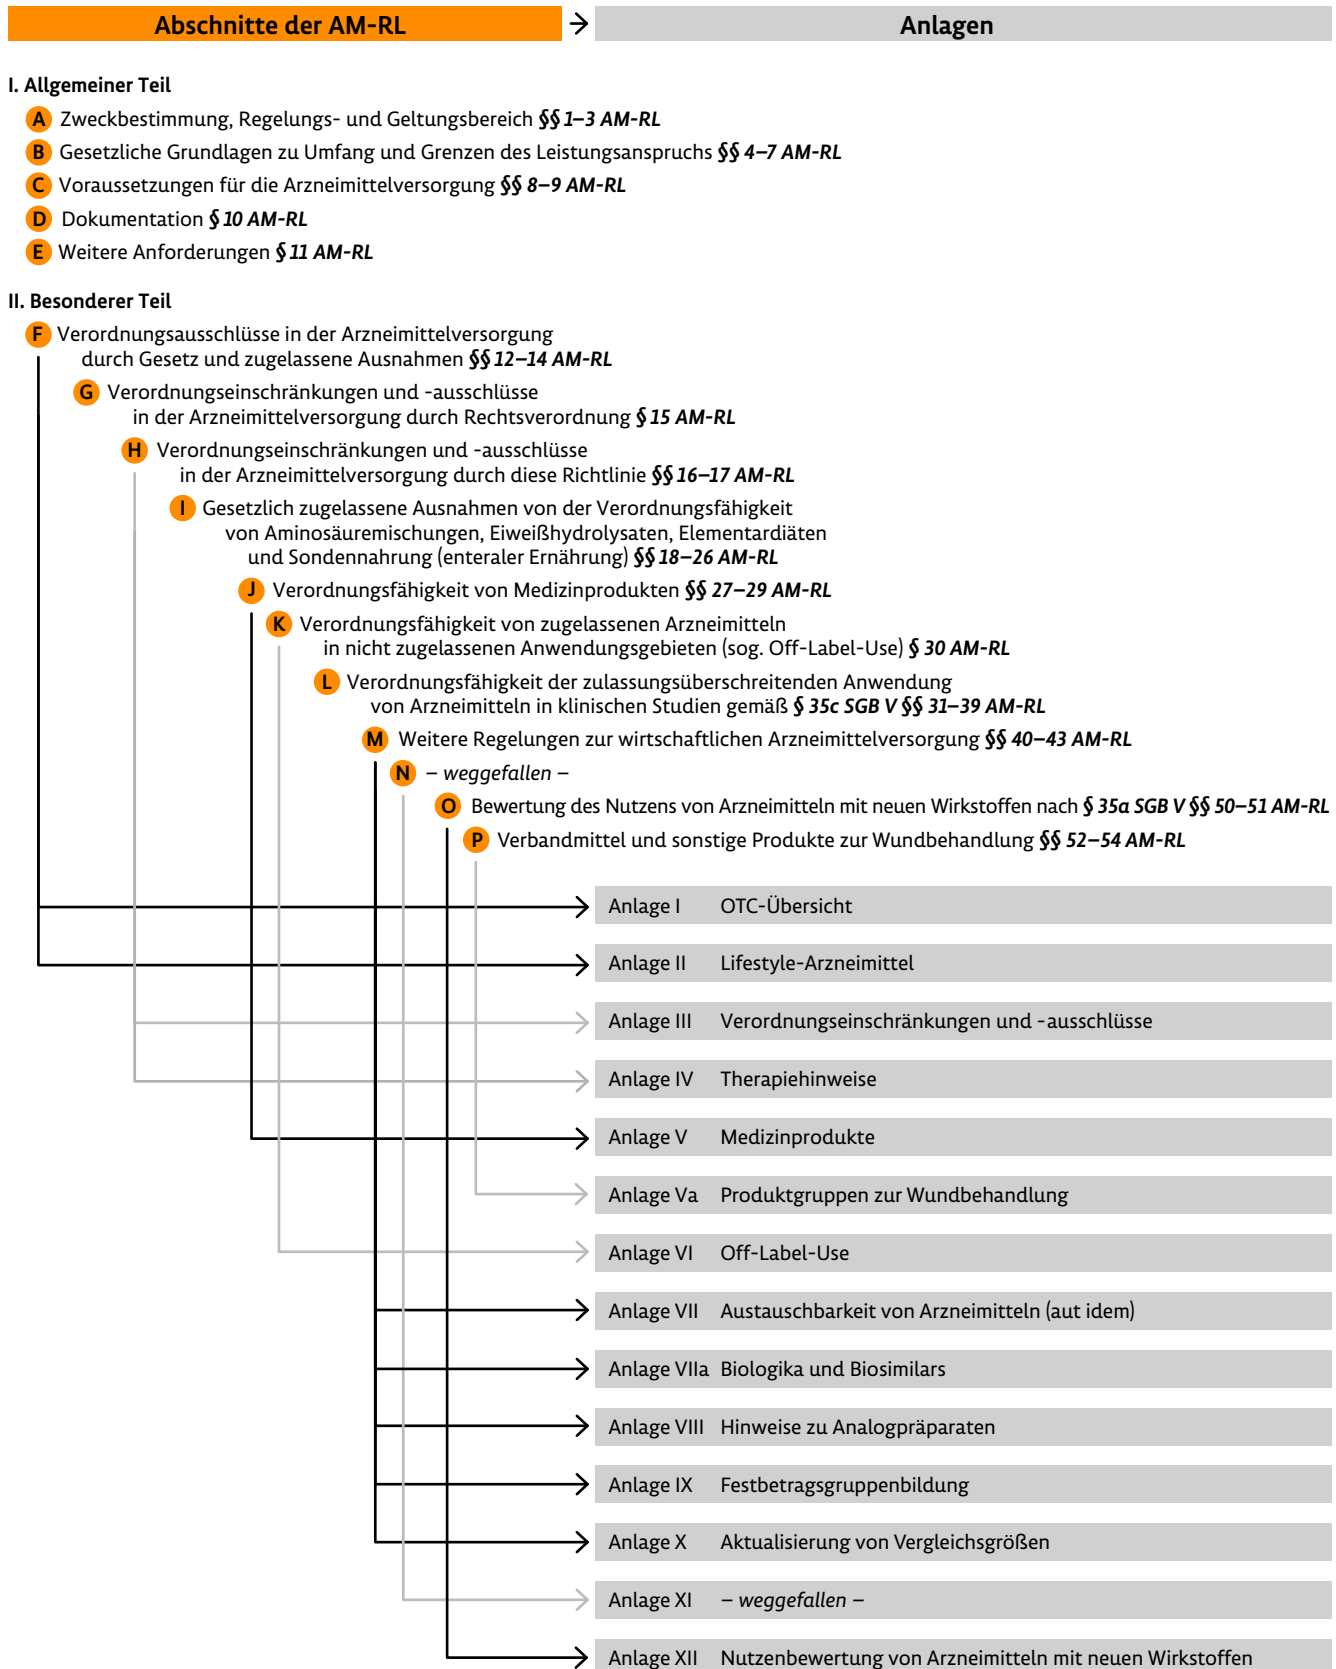 Abschnitte der AM-RL → Anlagen
I. Allgemeiner Teil
A Zweckbestimmung, Regelungs- und Geltungsbereich §§ 1–3 AM-RL
B Gesetzliche Grundlagen zu Umfang und Grenzen des Leistungsanspruchs §§ 4–7 AM-RL
C Voraussetzungen für die Arzneimittelversorgung §§ 8–9 AM-RL
D Dokumentation § 10 AM-RL
E Weitere Anforderungen § 11 AM-RL
II. Besonderer Teil
F Verordnungsausschlüsse in der Arzneimittelversorgung
durch Gesetz und zugelassene Ausnahmen §§ 12–14 AM-RL
G Verordnungseinschränkungen und -ausschlüsse
in der Arzneimittelversorgung durch Rechtsverordnung § 15 AM-RL
H Verordnungseinschränkungen und -ausschlüsse
in der Arzneimittelversorgung durch diese Richtlinie §§ 16–17 AM-RL
I Gesetzlich zugelassene Ausnahmen von der Verordnungsfähigkeit
von Aminosäuremischungen, Eiweißhydrolysaten, Elementardiäten
und Sondennahrung (enteraler Ernährung) §§ 18–26 AM-RL
J Verordnungsfähigkeit von Medizinprodukten §§ 27–29 AM-RL
K Verordnungsfähigkeit von zugelassenen Arzneimitteln
in nicht zugelassenen Anwendungsgebieten (sog. Off-Label-Use) § 30 AM-RL
L Verordnungsfähigkeit der zulassungsüberschreitenden Anwendung
von Arzneimitteln in klinischen Studien gemäß § 35c SGB V §§ 31–39 AM-RL
M Weitere Regelungen zur wirtschaftlichen Arzneimittelversorgung §§ 40–43 AM-RL
N – weggefallen –
O Bewertung des Nutzens von Arzneimitteln mit neuen Wirkstoffen nach § 35a SGB V §§ 50–51 AM-RL
P Verbandmittel und sonstige Produkte zur Wundbehandlung §§ 52–54 AM-RL
Anlage I OTC-Übersicht
Anlage II Lifestyle-Arzneimittel
Anlage III Verordnungseinschränkungen und -ausschlüsse
Anlage IV Therapiehinweise
Anlage V Medizinprodukte
Anlage Va Produktgruppen zur Wundbehandlung
Anlage VI Off-Label-Use
Anlage VII Austauschbarkeit von Arzneimitteln (aut idem)
Anlage VIIa Biologika und Biosimilars
Anlage VIII Hinweise zu Analogpräparaten
Anlage IX Festbetragsgruppenbildung
Anlage X Aktualisierung von Vergleichsgrößen
Anlage XI – weggefallen –
Anlage XII Nutzenbewertung von Arzneimitteln mit neuen Wirkstoffen